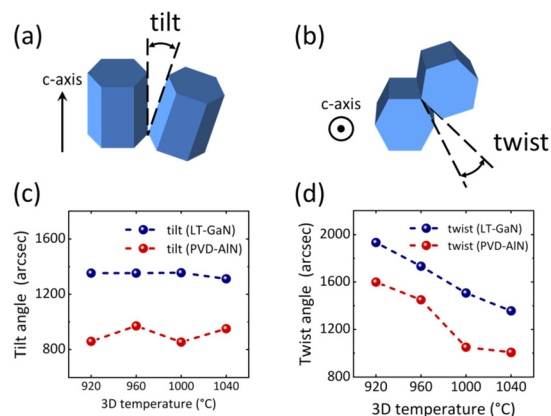 (a)
tilt
c-axis
(b)
c-axis
twist
(c)
tilt (LT-GaN)
tilt (PVD-AlN)
Tilt angle (arcsec)
1600
1200
800
920 960 1000 1040
3D temperature (°C)
(d)
twist (LT-GaN)
twist (PVD-AlN)
Twist angle (arcsec)
2000
1600
1200
900
920 960 1000 1040
3D temperature (°C)